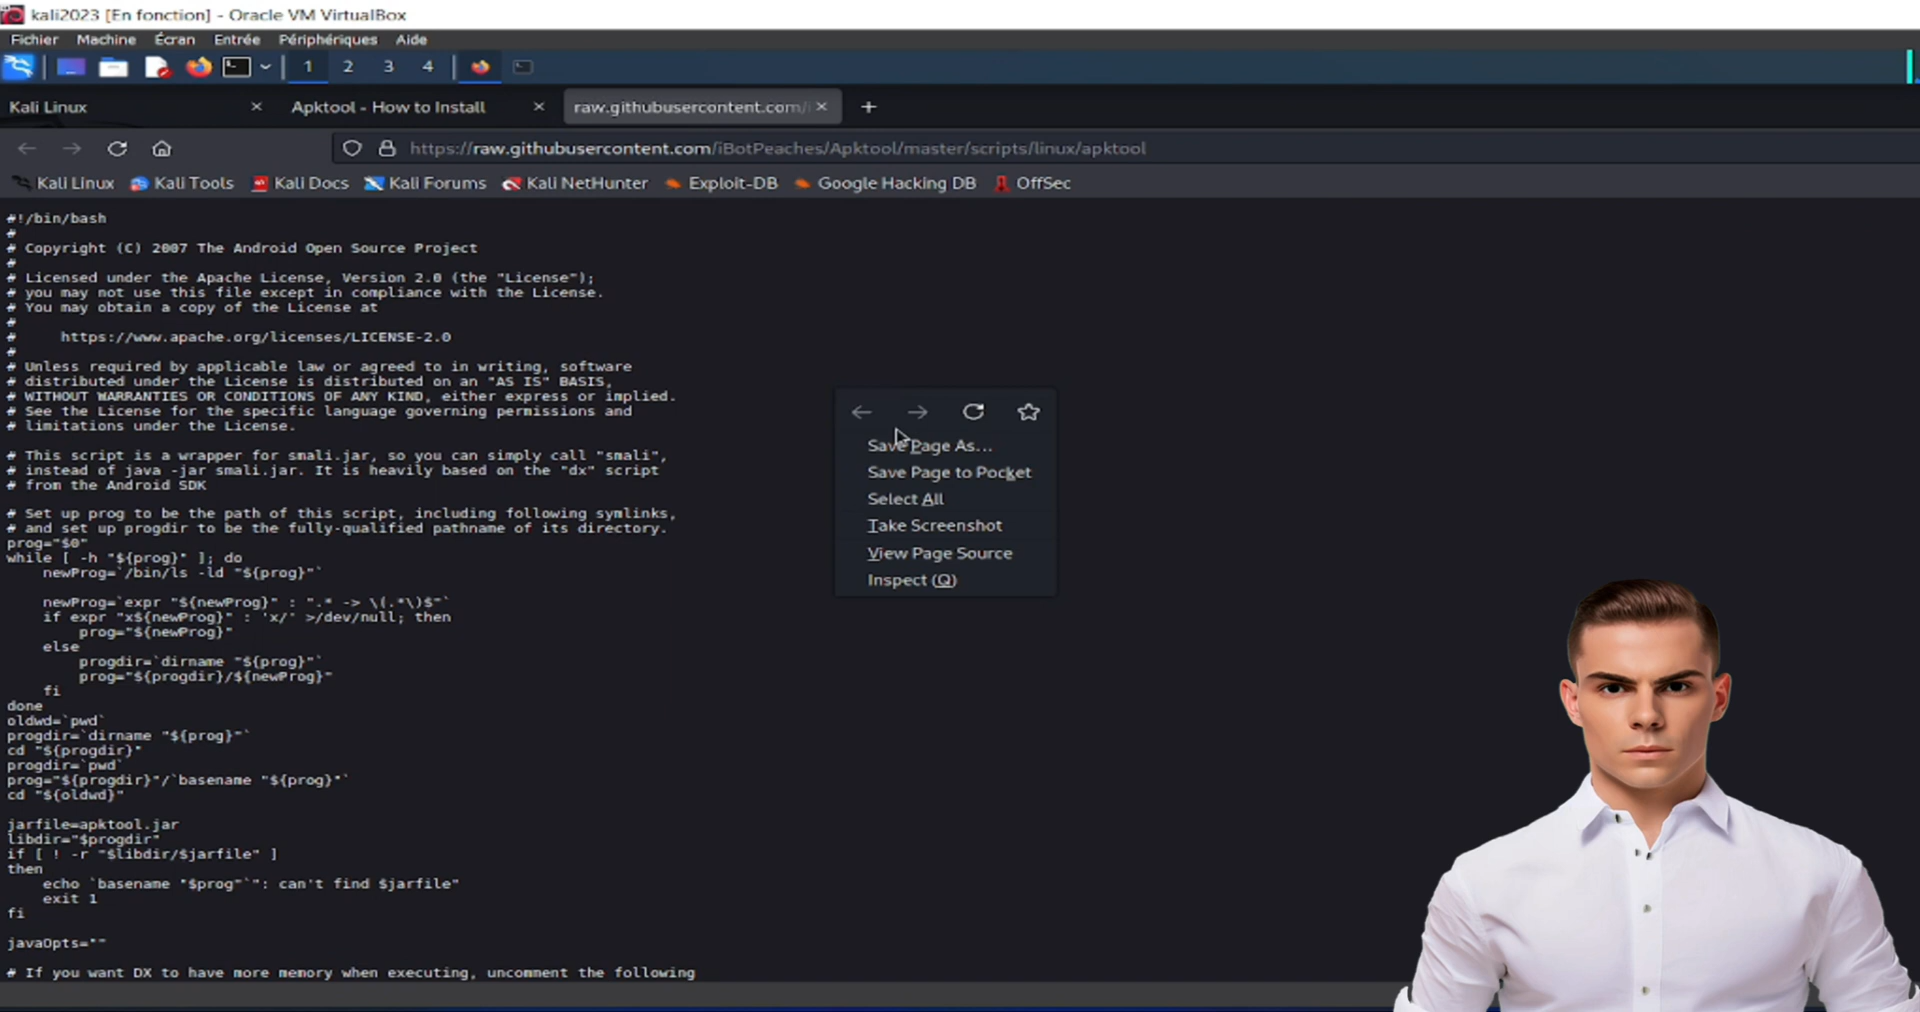 kali2023 [En fonction] - Oracle VM VirtualBox
Fichier Machine Écran Entrée Périphériques Aide
1 2 3 4
Kali Linux Apktool - How to Install raw.githubusercontent.com/
https://raw.githubusercontent.com/iBotPeaches/Apktool/master/scripts/linux/apktool
Kali Linux Kali Tools Kali Docs Kali Forums Kali NetHunter Exploit-DB Google Hacking DB OffSec
#!/bin/bash
#
# Copyright (C) 2007 The Android Open Source Project
#
# Licensed under the Apache License, Version 2.0 (the "License");
# you may not use this file except in compliance with the License.
# You may obtain a copy of the License at
#
#     https://www.apache.org/licenses/LICENSE-2.0
#
# Unless required by applicable law or agreed to in writing, software
# distributed under the License is distributed on an "AS IS" BASIS,
# WITHOUT WARRANTIES OR CONDITIONS OF ANY KIND, either express or implied.
# See the License for the specific language governing permissions and
# limitations under the License.
# This script is a wrapper for smali.jar, so you can simply call "smali",
# instead of java -jar smali.jar. It is heavily based on the "dx" script
# from the Android SDK
# Set up prog to be the path of this script, including following symlinks,
# and set up progdir to be the fully-qualified pathname of its directory.
prog="$0"
while [ -h "${prog}" ]; do
    newProg=`/bin/ls -ld "${prog}"`
    newProg=`expr "${newProg}" : ".* -> \(.*\)$"`
    if expr "x${newProg}" : 'x/' >/dev/null; then
        prog="${newProg}"
    else
        progdir=`dirname "${prog}"`
        prog="${progdir}/${newProg}"
    fi
done
oldwd=`pwd`
progdir=`dirname "${prog}"`
cd "${progdir}"
progdir=`pwd`
prog="${progdir}"/`basename "${prog}"`
cd "${oldwd}"
jarfile=apktool.jar
libdir="$progdir"
if [ ! -r "$libdir/$jarfile" ]
then
    echo `basename "$prog"`": can't find $jarfile"
    exit 1
fi
javaOpts=""
# If you want DX to have more memory when executing, uncomment the following
Save Page As...
Save Page to Pocket
Select All
Take Screenshot
View Page Source
Inspect (Q)